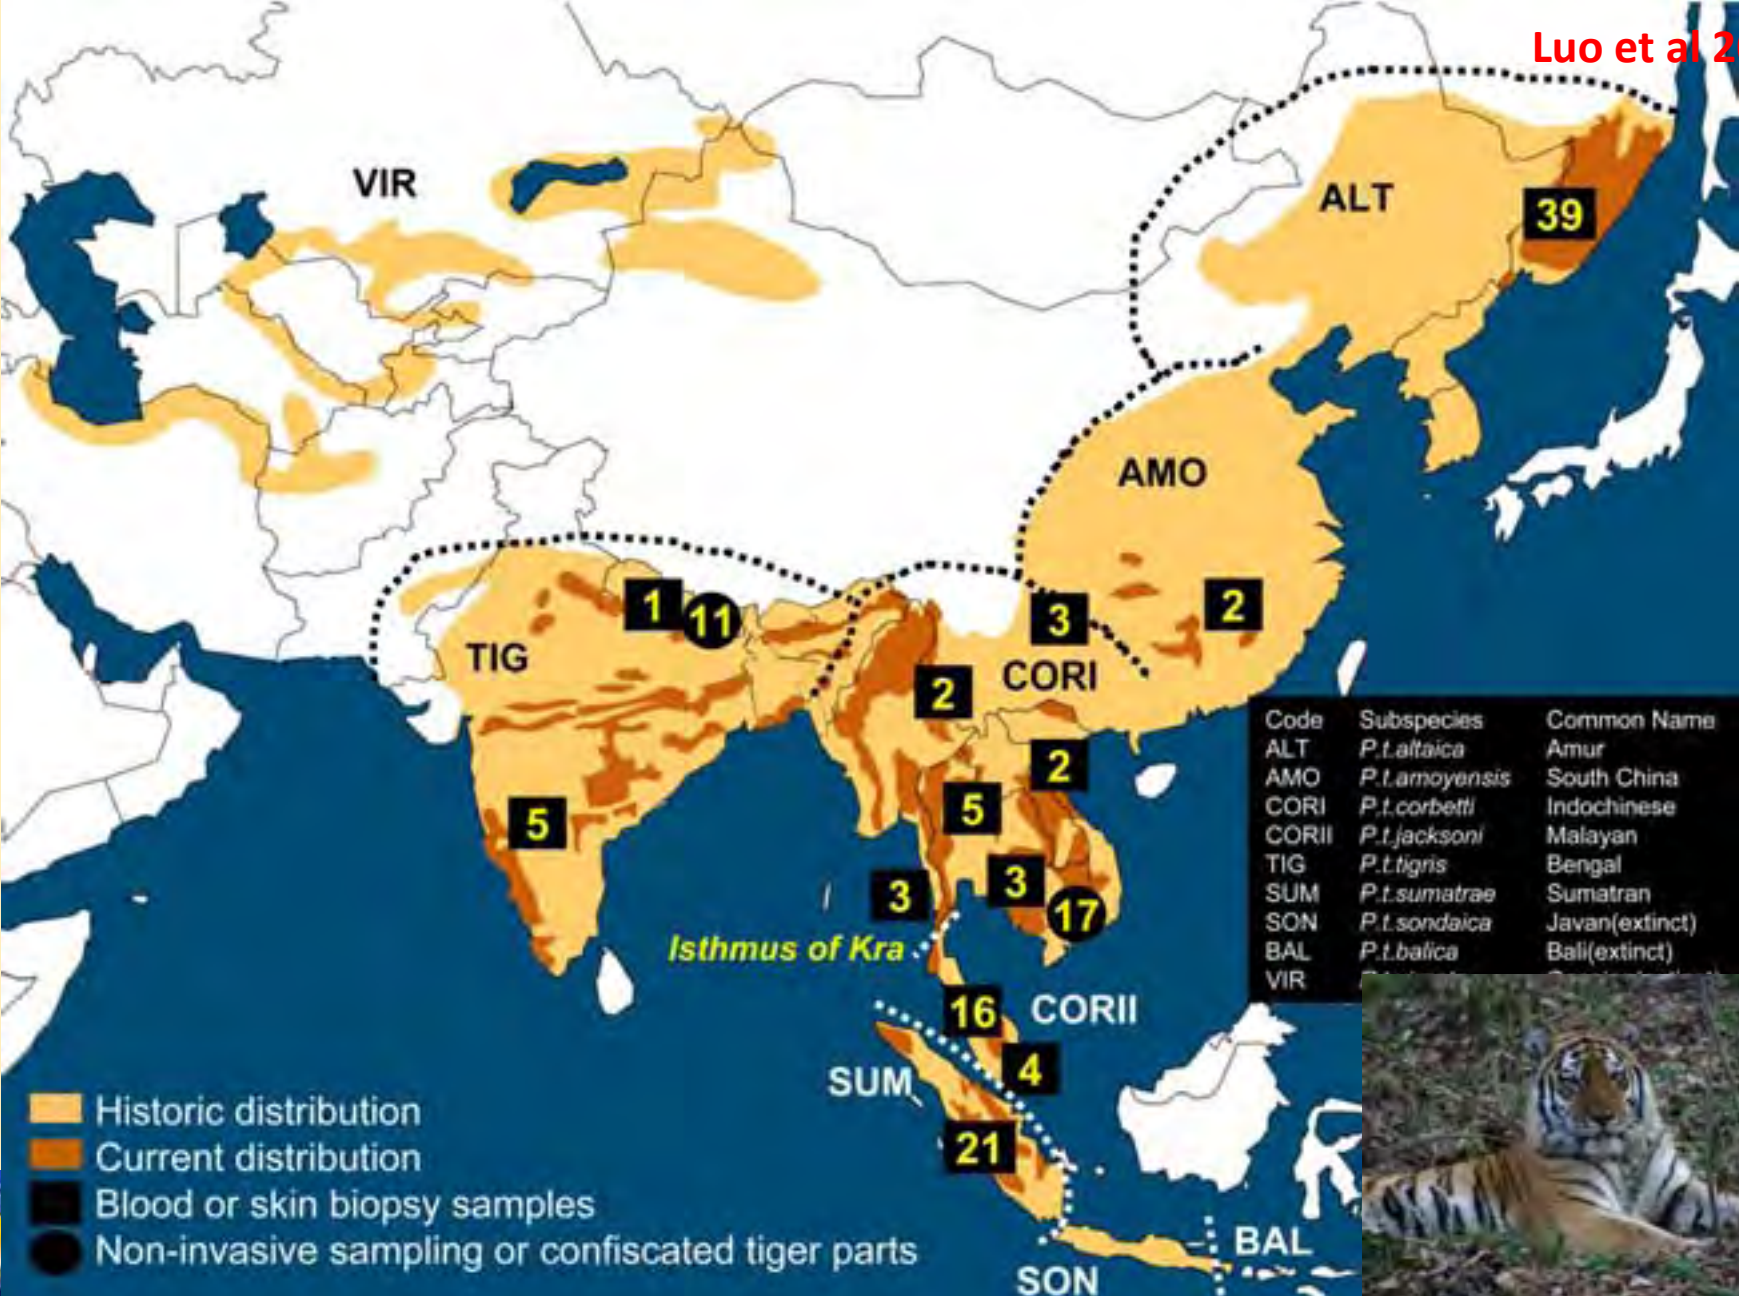 Luo et al
VIR
ALT
39
AMO
TIG
1
11
3
2
CORI
2
2
5
5
3
3
17
Isthmus of Kra
16
CORII
4
SUM
21
BAL
SON
Code Subspecies Common Name
ALT P.t.altaica Amur
AMO P.t.amoyensis South China
CORI P.t.corbetti Indochinese
CORII P.t.jacksoni Malayan
TIG P.t.tigris Bengal
SUM P.t.sumatrae Sumatran
SON P.t.sondaica Javan(extinct)
BAL P.t.balica Bali(extinct)
VIR
Historic distribution
Current distribution
Blood or skin biopsy samples
Non-invasive sampling or confiscated tiger parts